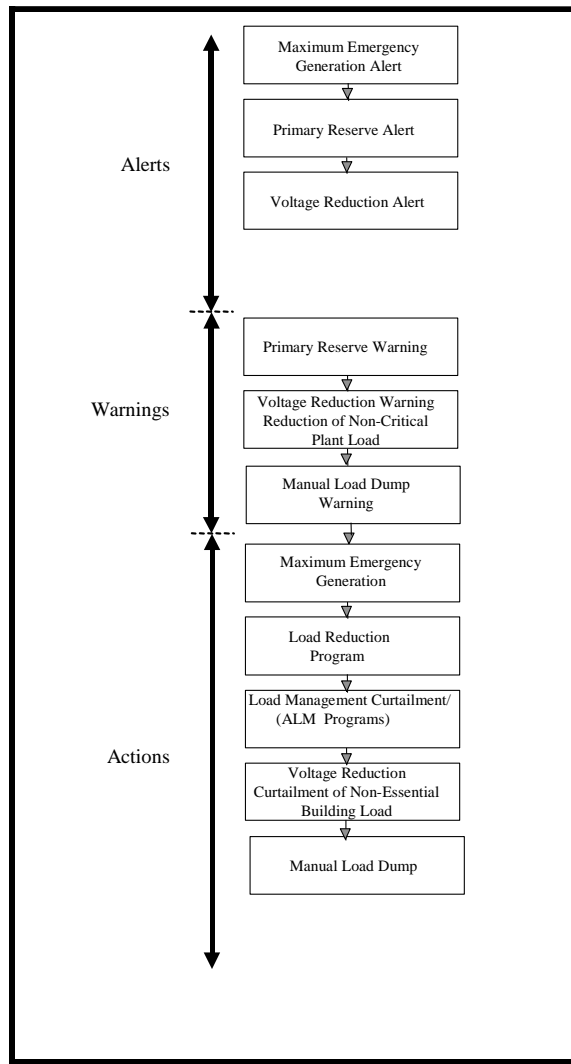 Maximum Emergency
Generation Alert
Primary Reserve Alert
Alerts
Voltage Reduction Alert
Primary Reserve Warning
Warnings
Voltage Reduction Warning
Reduction of Non-Critical
Plant Load
Manual Load Dump
Warning
Maximum Emergency
Generation
Load Reduction
Program
Load Management Curtailment/
(ALM Programs)
Actions
Voltage Reduction
Curtailment of Non-Essential
Building Load
Manual Load Dump